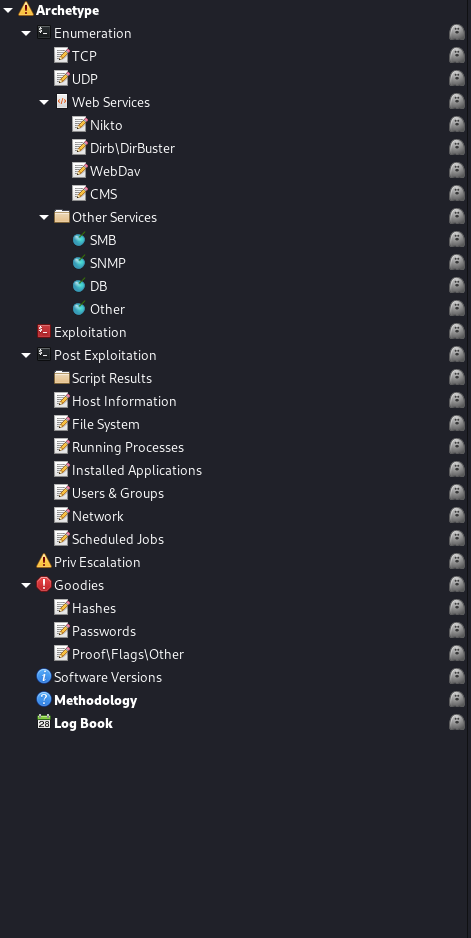 Archetype
Enumeration
TCP
UDP
Web Services
Nikto
Dirb\DirBuster
WebDav
CMS
Other Services
SMB
SNMP
DB
Other
Exploitation
Post Exploitation
Script Results
Host Information
File System
Running Processes
Installed Applications
Users & Groups
Network
Scheduled Jobs
Priv Escalation
Goodies
Hashes
Passwords
Proof\Flags\Other
Software Versions
Methodology
Log Book